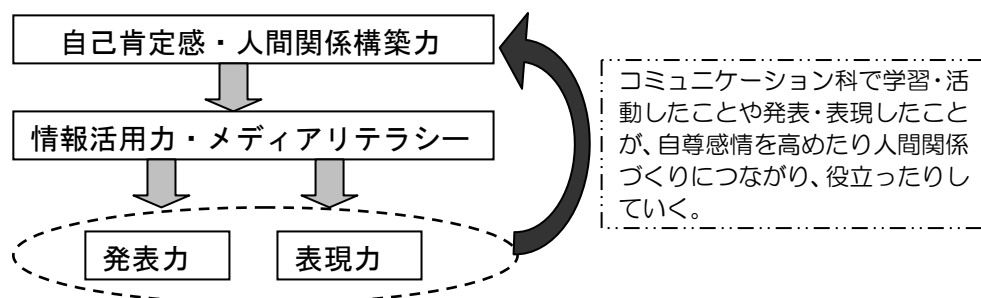 自己肯定感・人間関係構築力
情報活用力・メディアリテラシー
発表力
表現力
コミュニケーション科で学習・活
動したことや発表・表現したこと
が、自尊感情を高めたり人間関係
づくりにつながり、役立ったりし
ていく。